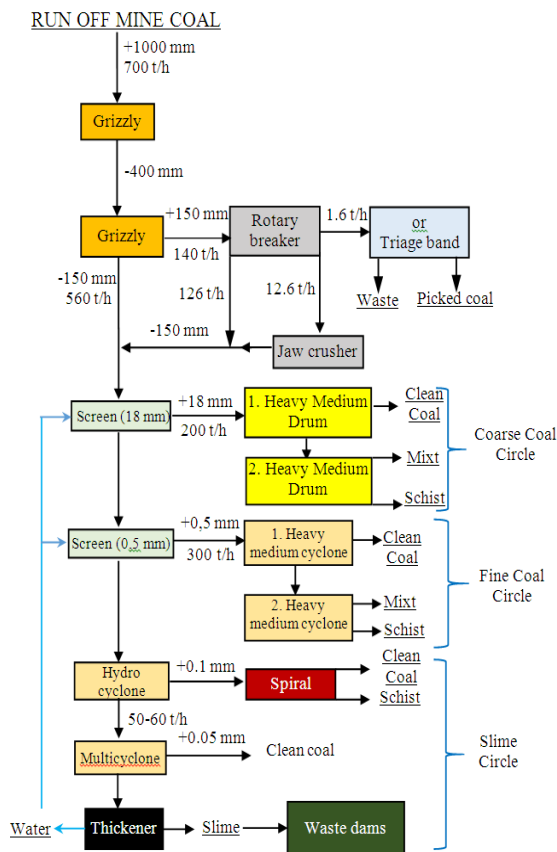 RUN OFF MINE COAL
+1000 mm
700 t/h
Grizzly
-400 mm
Grizzly
+150 mm
140 t/h
Rotary
breaker
1.6 t/h
or
Triage band
-150 mm
560 t/h
126 t/h
12.6 t/h
Waste
Picked coal
-150 mm
Jaw crusher
Screen (18 mm)
+18 mm
200 t/h
1. Heavy Medium
Drum
Clean
Coal
2. Heavy Medium
Drum
Mixt
Schist
Coarse Coal
Circle
Screen (0,5 mm)
+0,5 mm
300 t/h
1. Heavy
medium cyclone
Clean
Coal
2. Heavy
medium cyclone
Mixt
Schist
Fine Coal
Circle
Hydro
cyclone
+0.1 mm
Spiral
Clean
Coal
Schist
50-60 t/h
Multicyclone
+0.05 mm
Clean coal
Slime
Circle
Water
Thickener
Slime
Waste dams